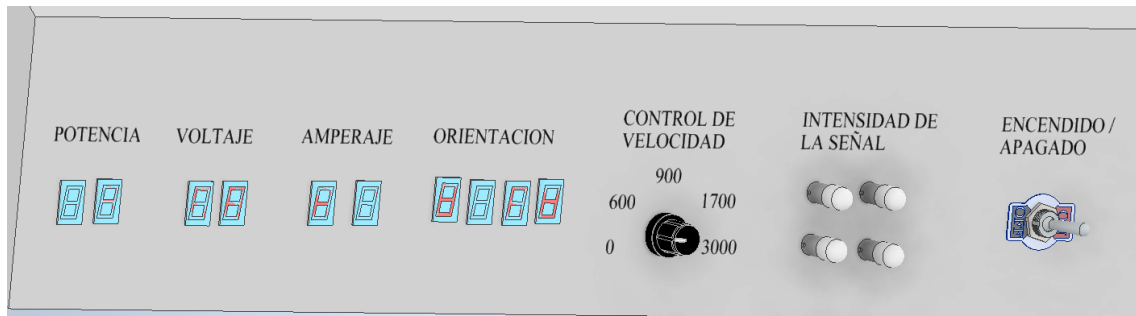 POTENCIA
VOLTAJE
AMPERAJE
ORIENTACION
CONTROL DE
VELOCIDAD
600
900
1700
0
3000
INTENSIDAD DE
LA SEÑAL
ENCENDIDO /
APAGADO